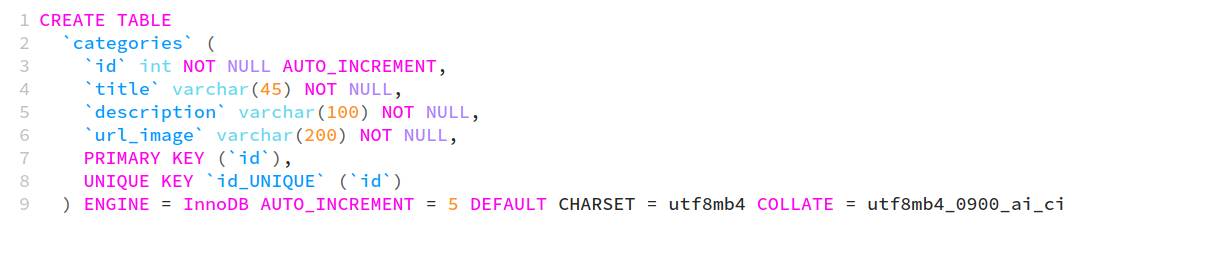 1 CREATE TABLE
2 `categories` (
3 `id` int NOT NULL AUTO_INCREMENT,
4 `title` varchar(45) NOT NULL,
5 `description` varchar(100) NOT NULL,
6 `url_image` varchar(200) NOT NULL,
7 PRIMARY KEY (`id`),
8 UNIQUE KEY `id_UNIQUE` (`id`)
9 ) ENGINE = InnoDB AUTO_INCREMENT = 5 DEFAULT CHARSET = utf8mb4 COLLATE = utf8mb4_0900_ai_ci